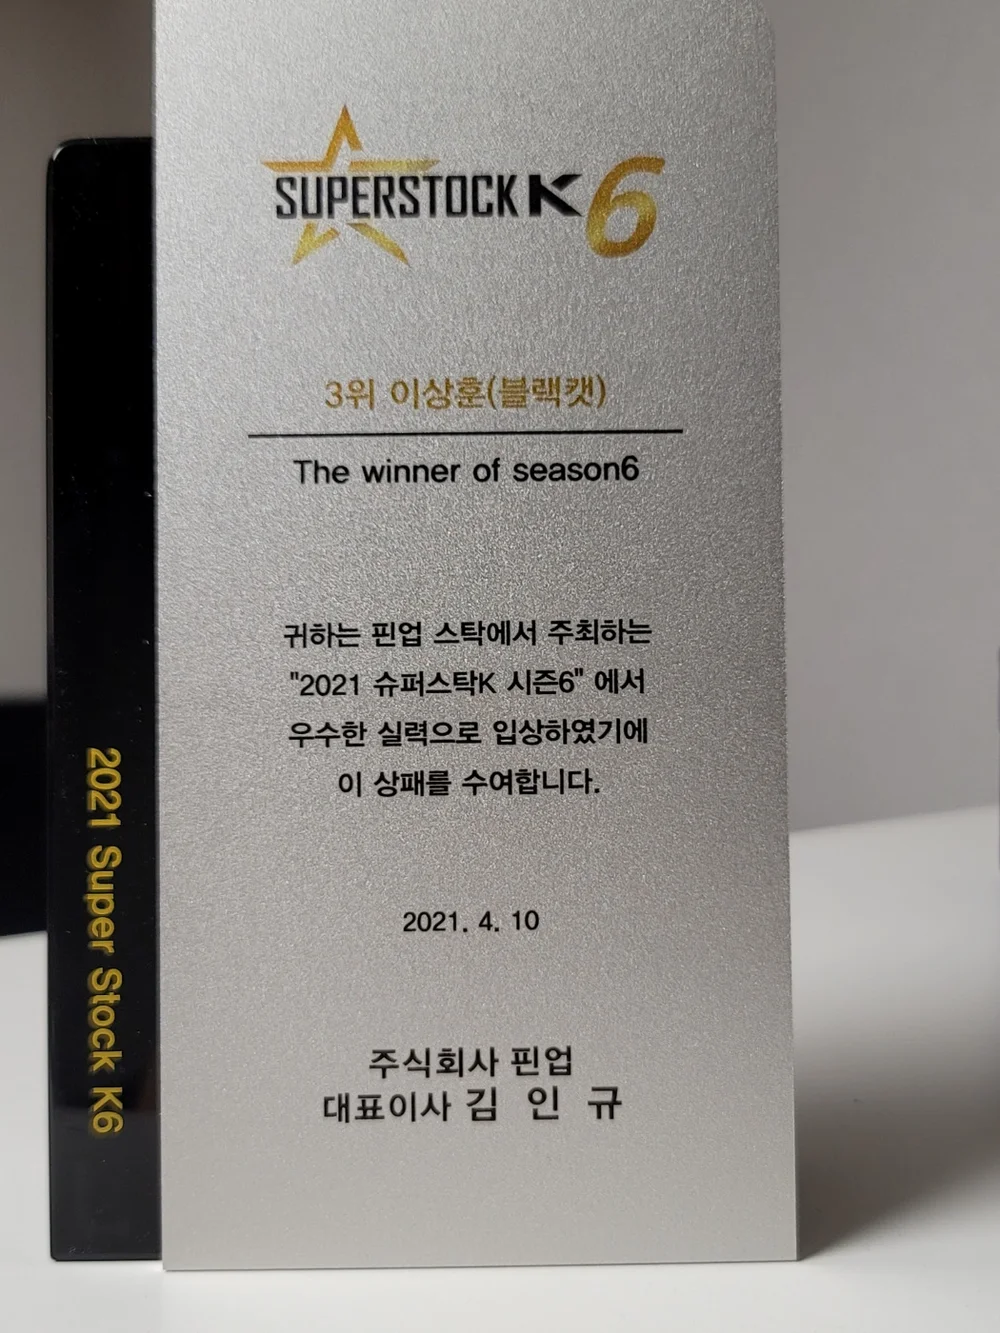 SUPERSTOCK K 6
3위 이상훈(블랙캣)
The winner of season6
귀하는 핀업 스탁에서 주최하는
"2021 슈퍼스탁K 시즌6" 에서
우수한 실력으로 입상하였기에
이 상패를 수여합니다.
2021. 4. 10
주식회사 핀업
대표이사 김 인 규
2021 Super Stock K6